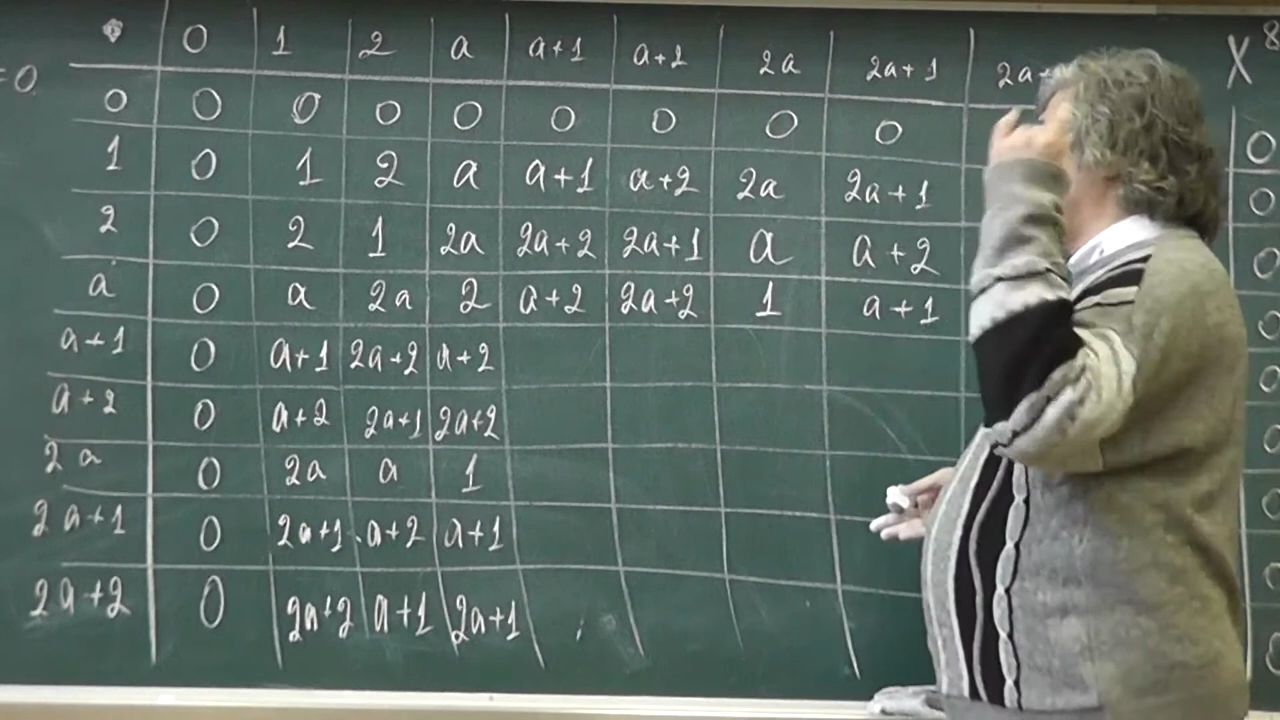 0 1 2 a a+1 a+2 2a 2a+1 X⁸
=0
0 0 0 0 0 0 0 0 0 0
1 0 1 2 a a+1 a+2 2a 2a+1 0
2 0 2 1 2a 2a+2 2a+1 a a+2 0
a 0 a 2a 2 a+2 2a+2 1 a+1 0
a+1 0 a+1 2a+2 a+2 0
a+2 0 a+2 2a+1 2a+2 0
2a 0 2a a 1 0
2a+1 0 2a+1 a+2 a+1 0
2a+2 0 2a+2 a+1 2a+1 0